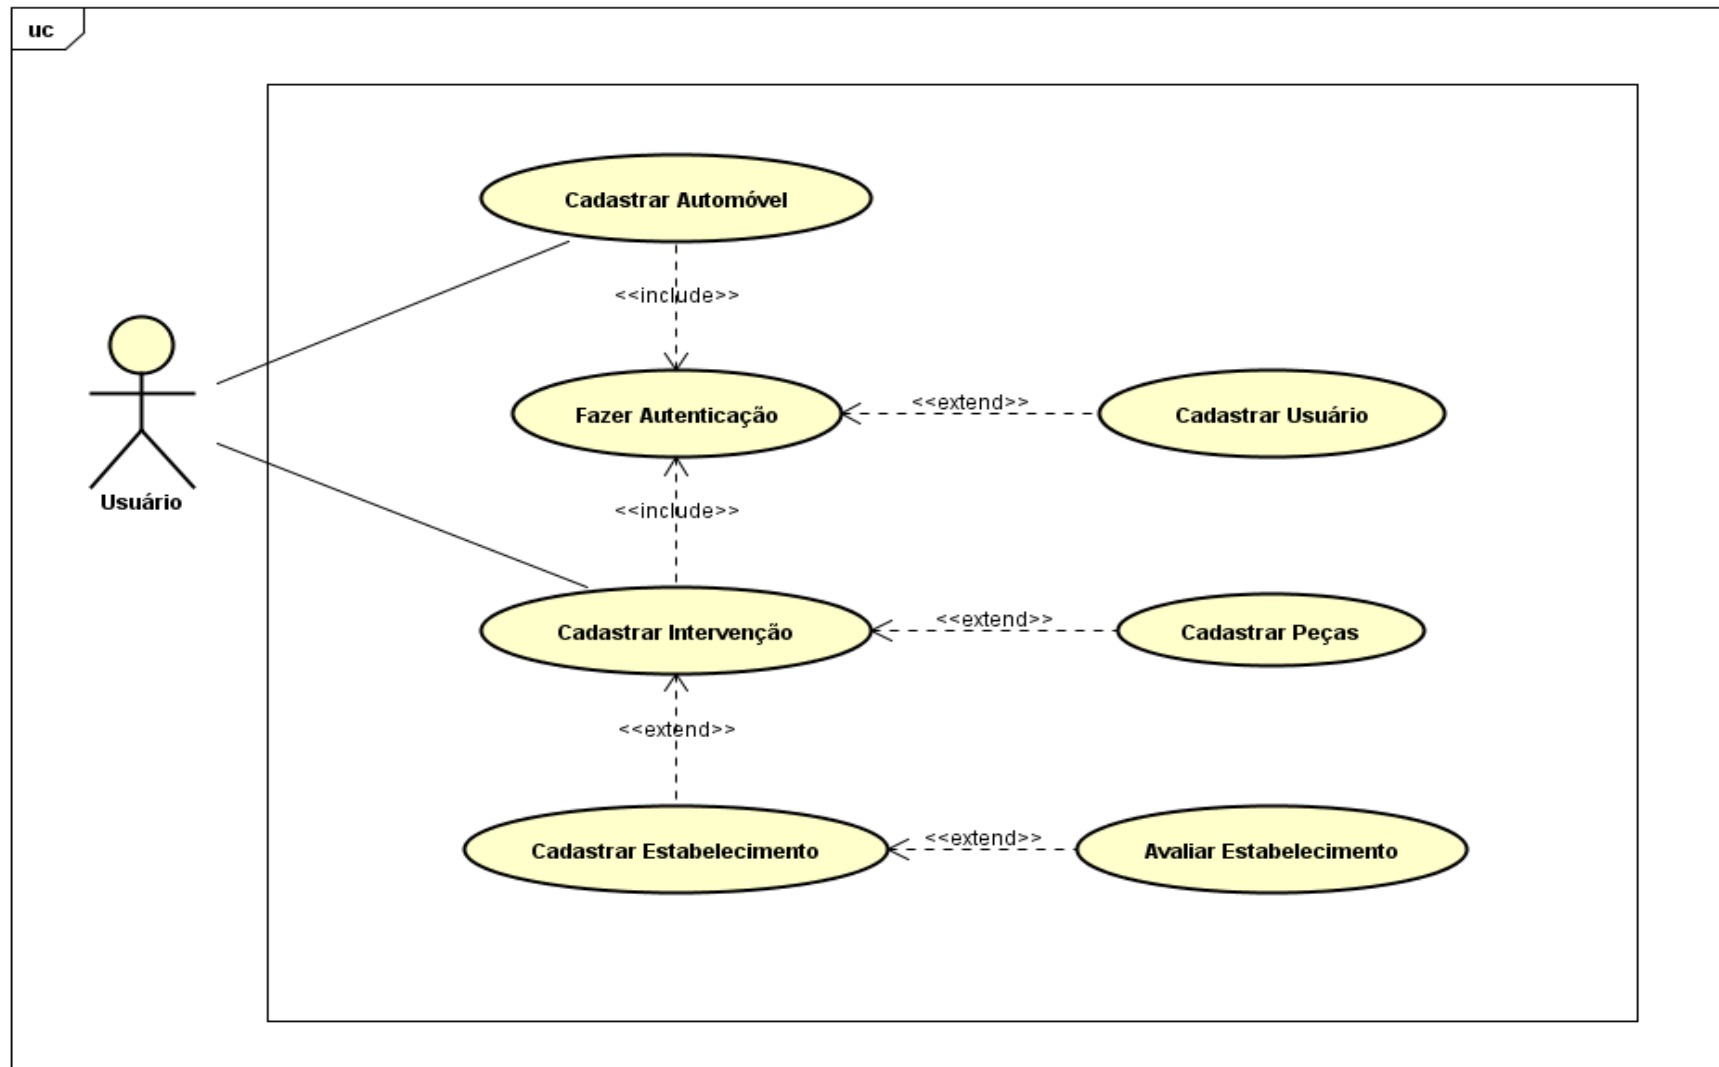 uc
Cadastrar Automóvel
<<include>>
Fazer Autenticação
<<extend>>
Cadastrar Usuário
Usuário
<<include>>
Cadastrar Intervenção
<<extend>>
Cadastrar Peças
<<extend>>
Cadastrar Estabelecimento
<<extend>>
Avaliar Estabelecimento